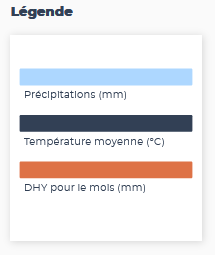 Légende
Précipitations (mm)
Température moyenne (°C)
DHY pour le mois (mm)